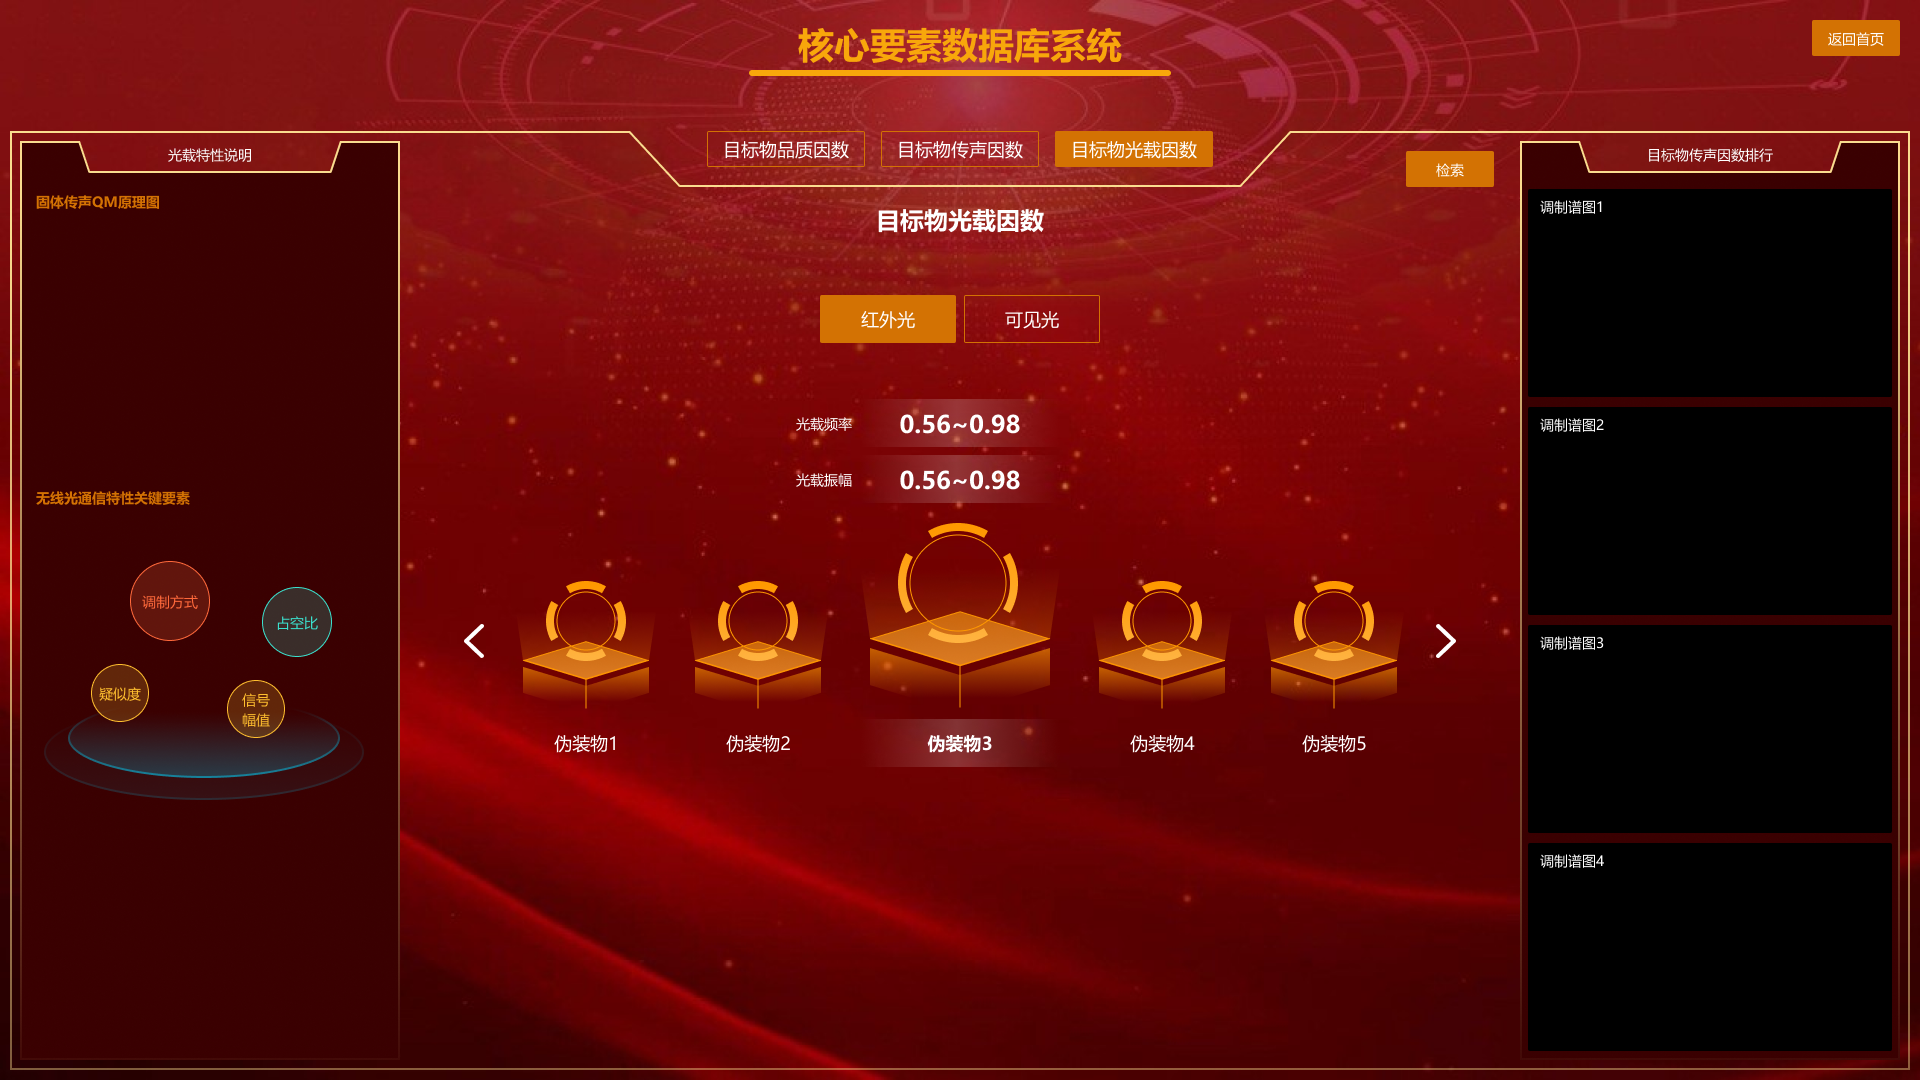 核心要素数据库系统
返回首页
目标物品质因数
目标物传声因数
目标物光载因数
检索
光载特性说明
固体传声QM原理图
无线光通信特性关键要素
调制方式
占空比
疑似度
信号
幅值
目标物光载因数
红外光
可见光
光载频率
0.56~0.98
光载振幅
0.56~0.98
伪装物1
伪装物2
伪装物3
伪装物4
伪装物5
目标物传声因数排行
调制谱图1
调制谱图2
调制谱图3
调制谱图4